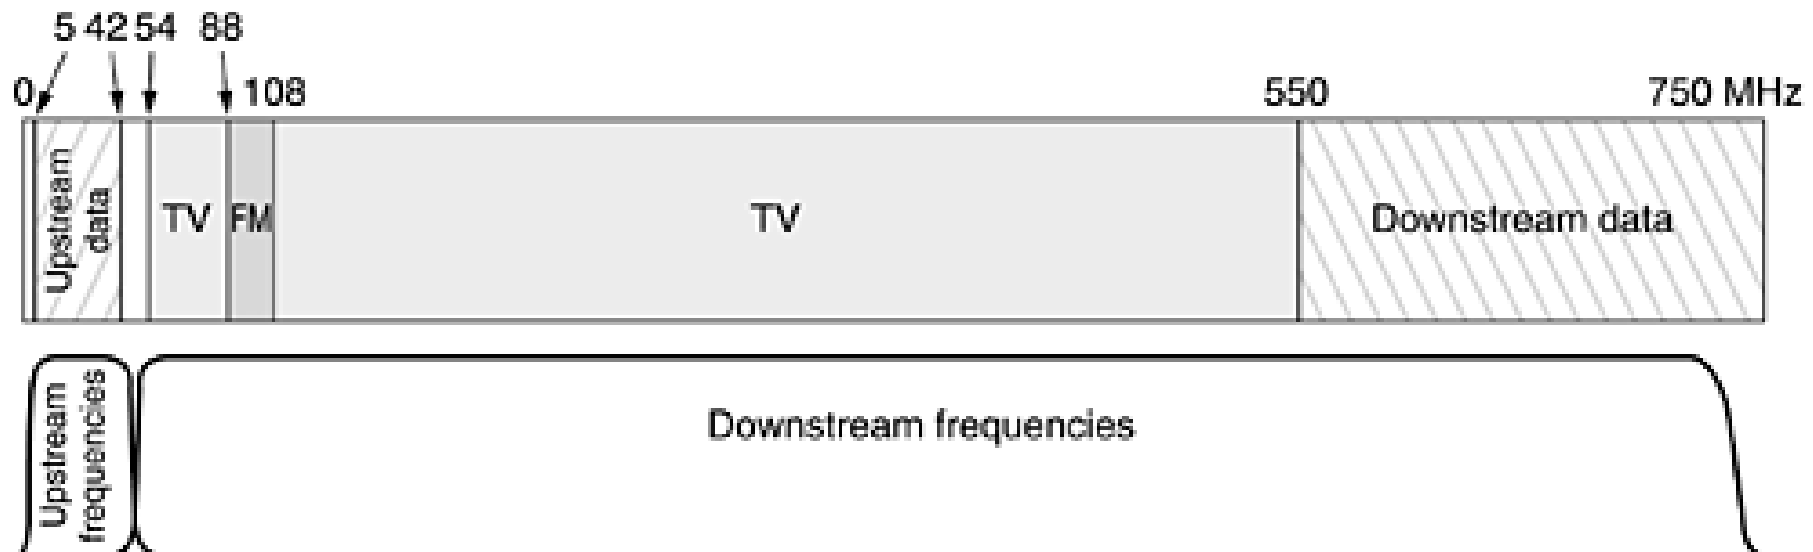 5 42 54 88
0 108 550 750 MHz
Upstream
data
TV
FM
TV
Downstream data
Upstream
frequencies
Downstream frequencies